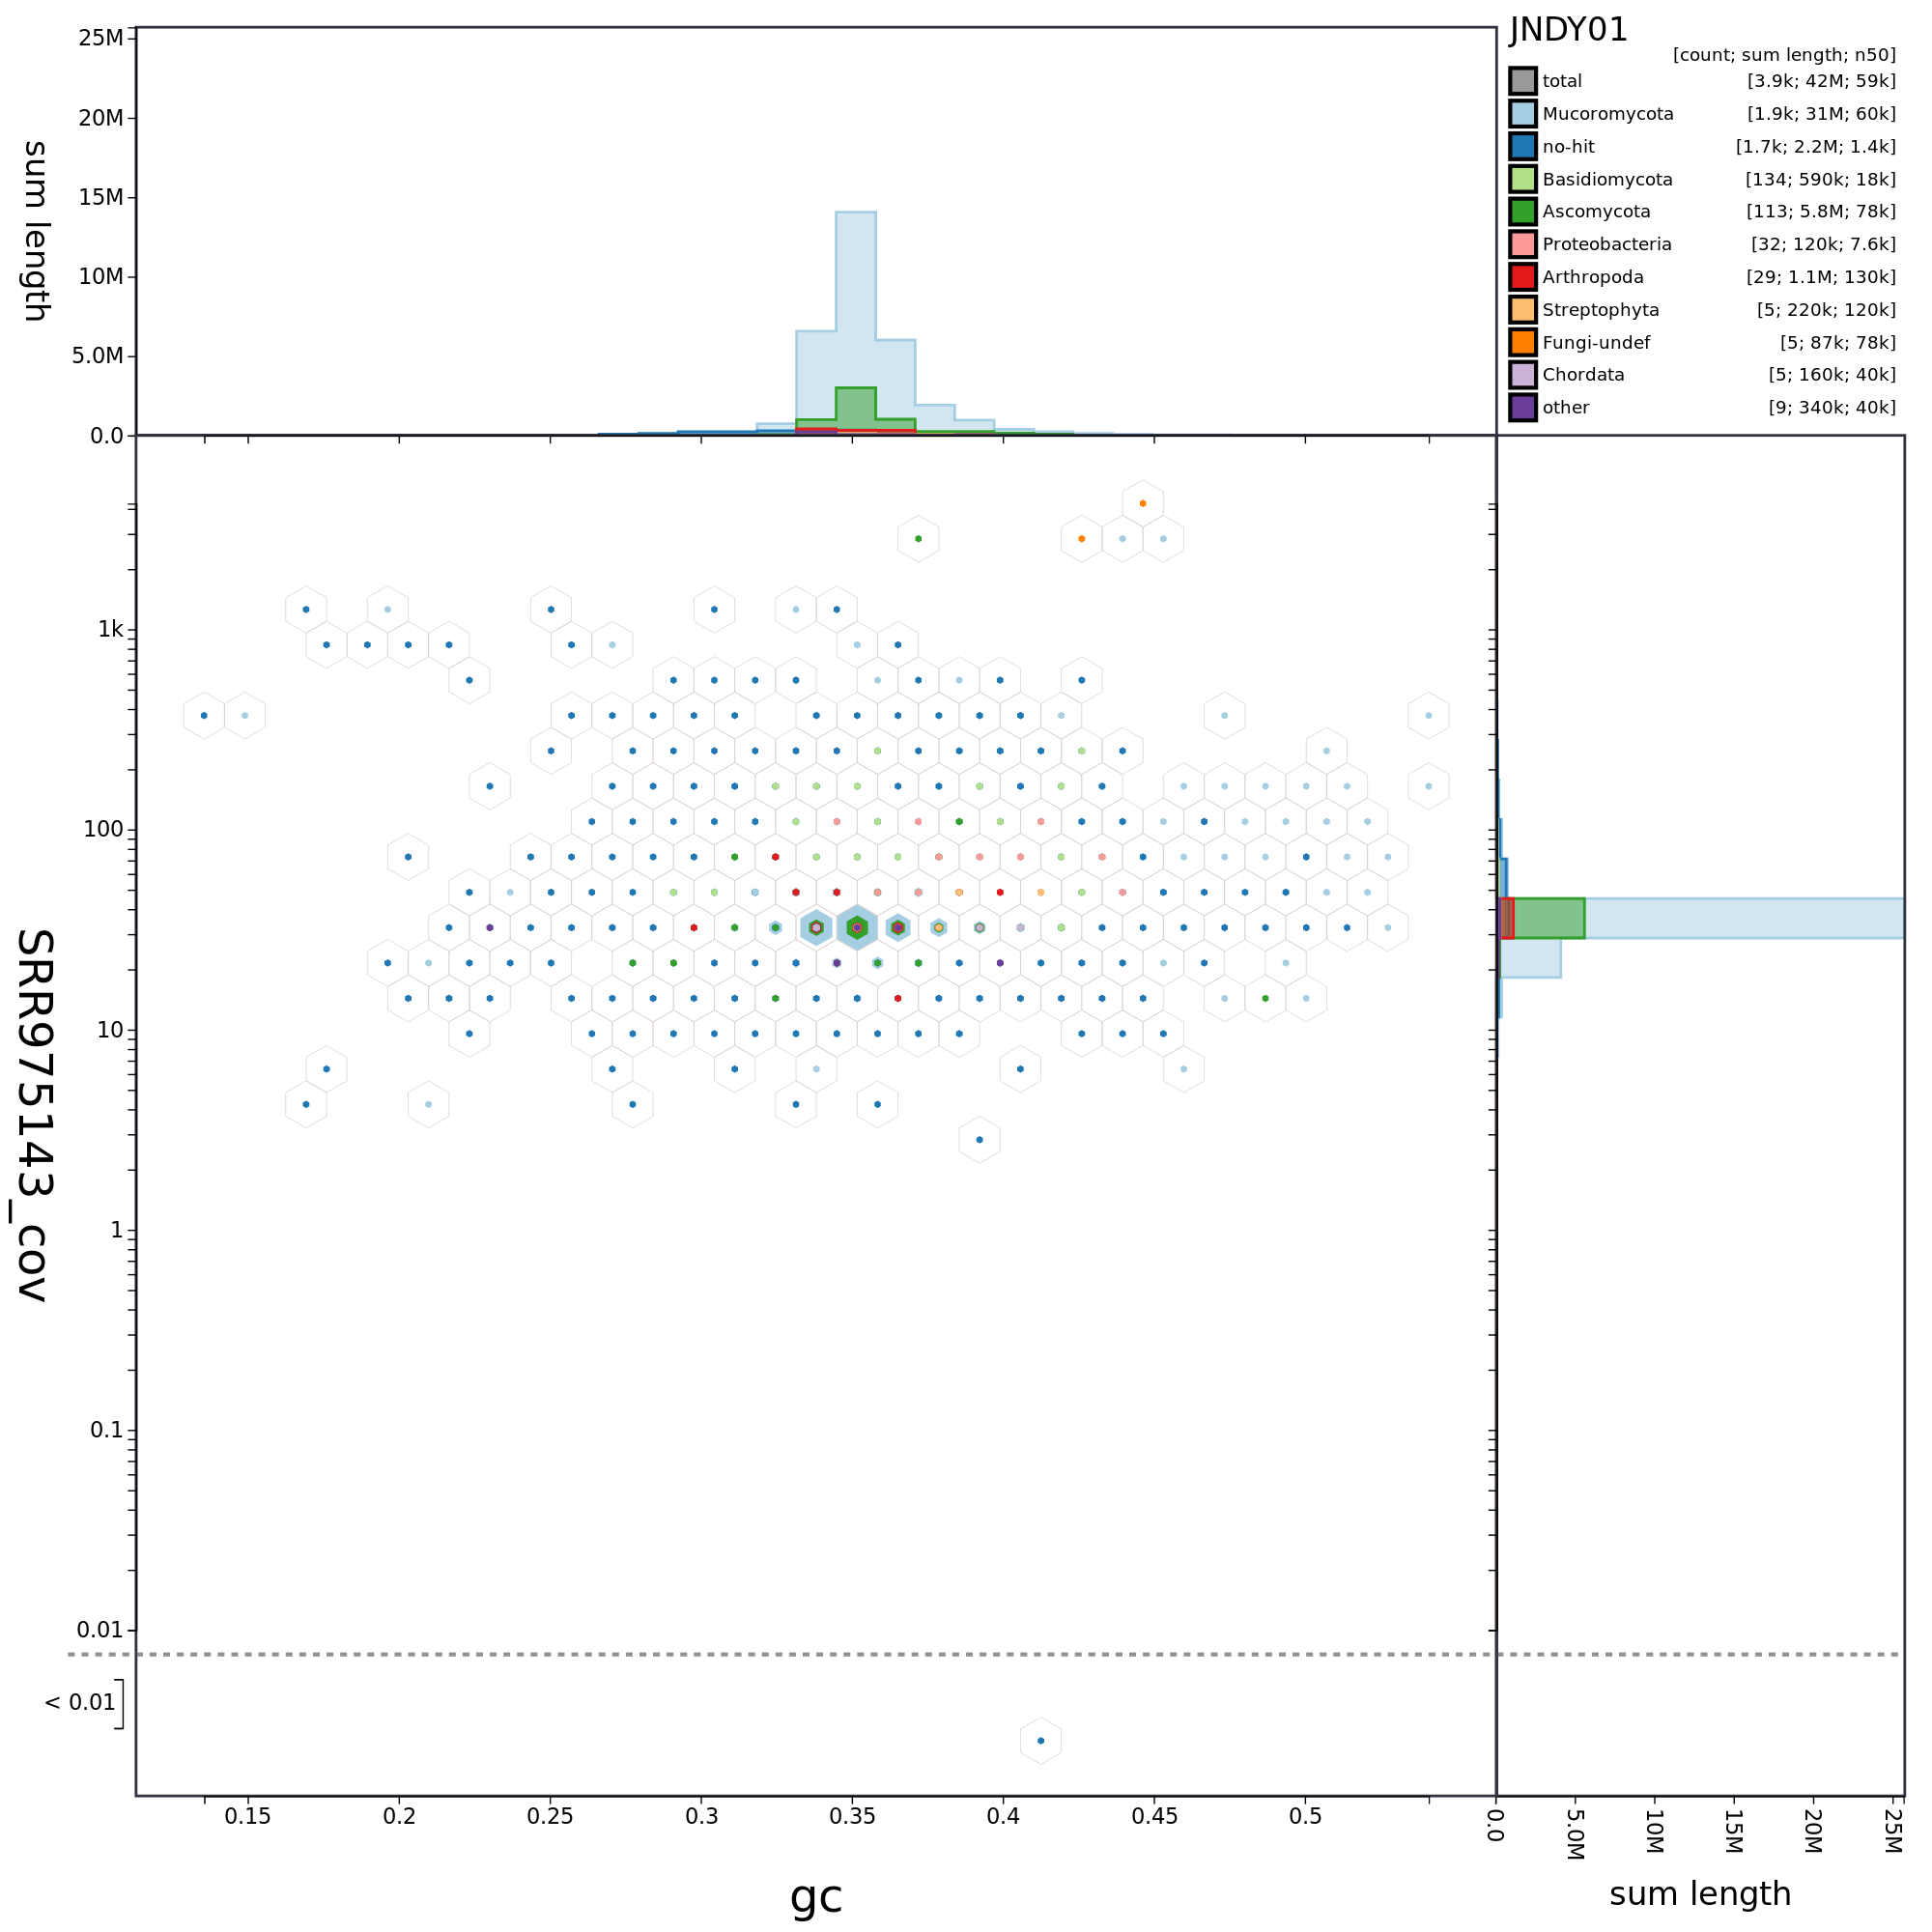 JNDY01
[count; sum length; n50]
total [3.9k; 42M; 59k]
Mucoromycota [1.9k; 31M; 60k]
no-hit [1.7k; 2.2M; 1.4k]
Basidiomycota [134; 590k; 18k]
Ascomycota [113; 5.8M; 78k]
Proteobacteria [32; 120k; 7.6k]
Arthropoda [29; 1.1M; 130k]
Streptophyta [5; 220k; 120k]
Fungi-undef [5; 87k; 78k]
Chordata [5; 160k; 40k]
other [9; 340k; 40k]
25M
20M
15M
10M
5.0M
0.0
sum length
1k
100
10
1
0.1
0.01
< 0.01
SRR975143_cov
0.15 0.2 0.25 0.3 0.35 0.4 0.45 0.5
gc
0.0 5.0M 10M 15M 20M 25M
sum length